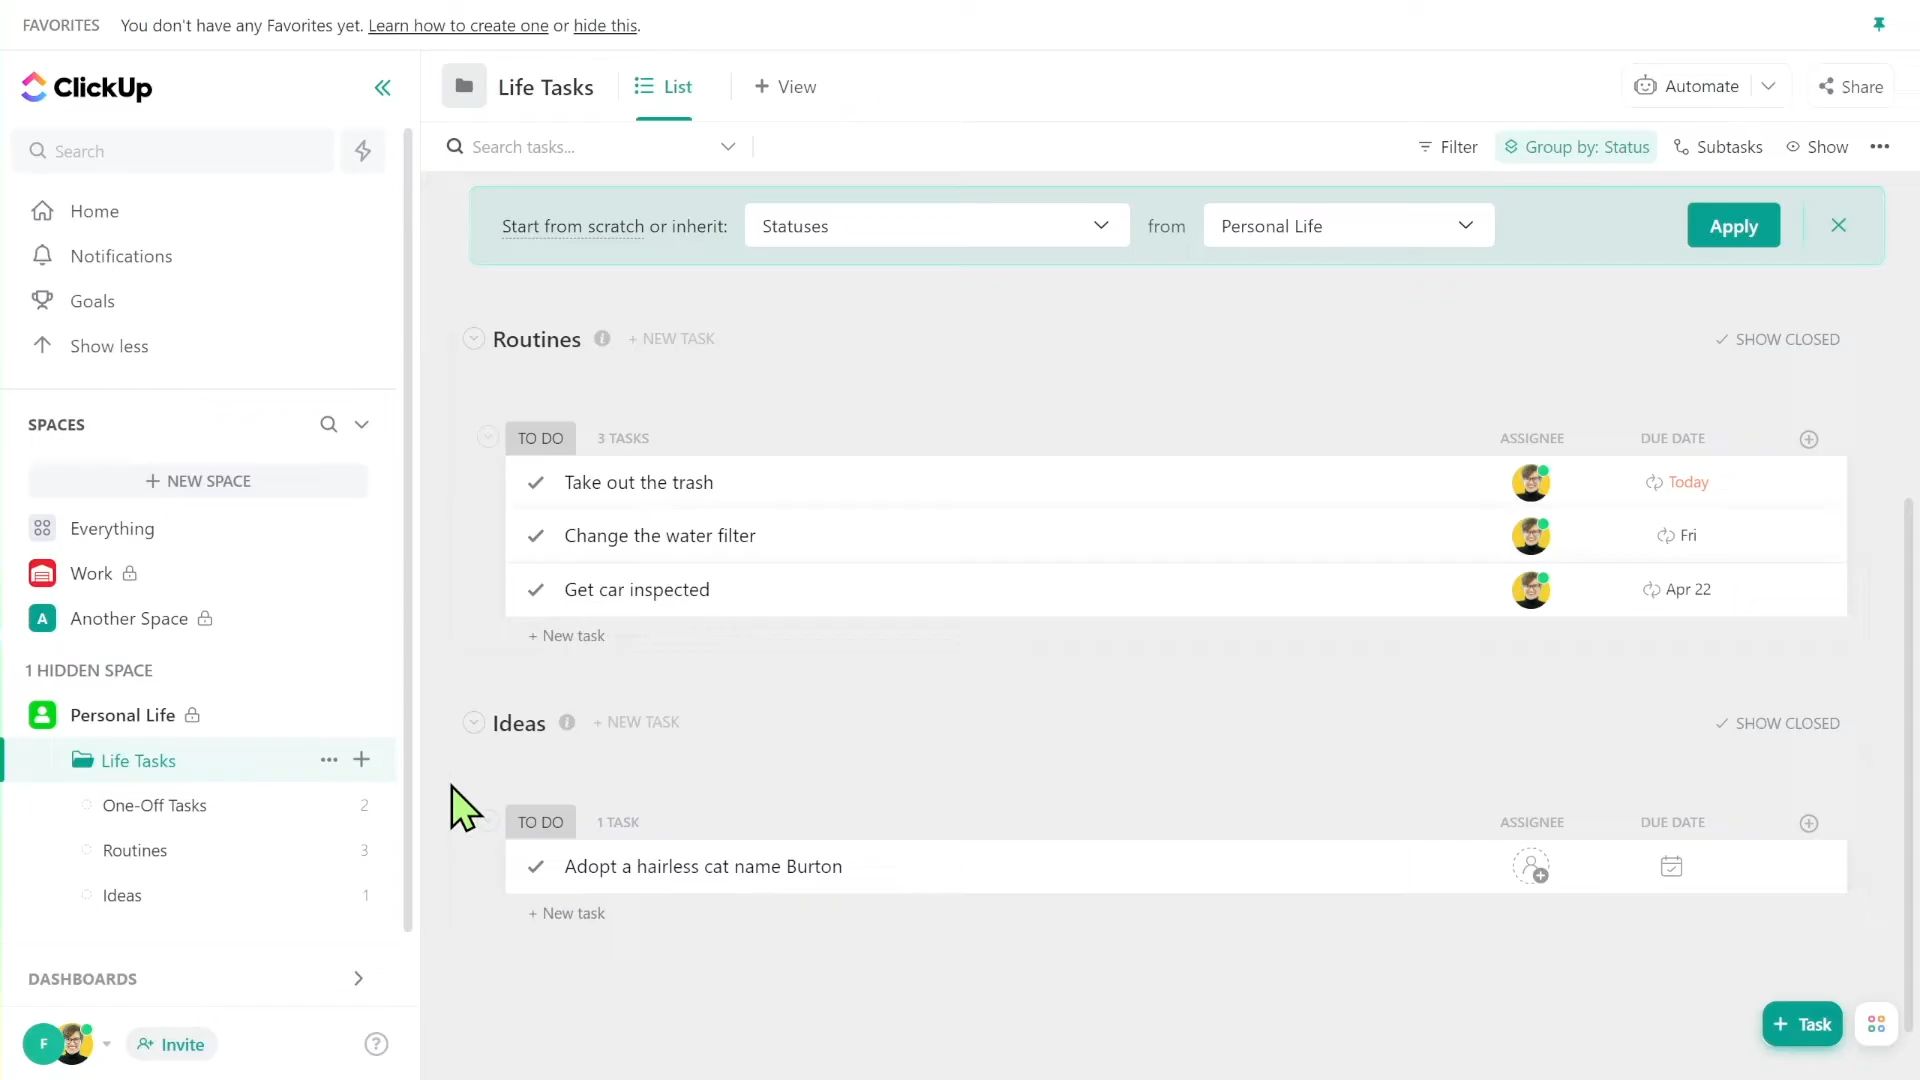 FAVORITES You don't have any Favorites yet. Learn how to create one or hide this.
ClickUp
Life Tasks
List
+ View
Automate
Share
Search
Search tasks...
Filter
Group by: Status
Subtasks
Show
Home
Notifications
Goals
Show less
Start from scratch or inherit:
Statuses
from
Personal Life
Apply
SPACES
+ NEW SPACE
Everything
Work
A Another Space
1 HIDDEN SPACE
Personal Life
Life Tasks
One-Off Tasks 2
Routines 3
Ideas 1
DASHBOARDS
F
Invite
?
Routines
+ NEW TASK
SHOW CLOSED
TO DO 3 TASKS ASSIGNEE DUE DATE
Take out the trash Today
Change the water filter Fri
Get car inspected Apr 22
+ New task
Ideas
+ NEW TASK
SHOW CLOSED
TO DO 1 TASK ASSIGNEE DUE DATE
Adopt a hairless cat name Burton
+ New task
+ Task